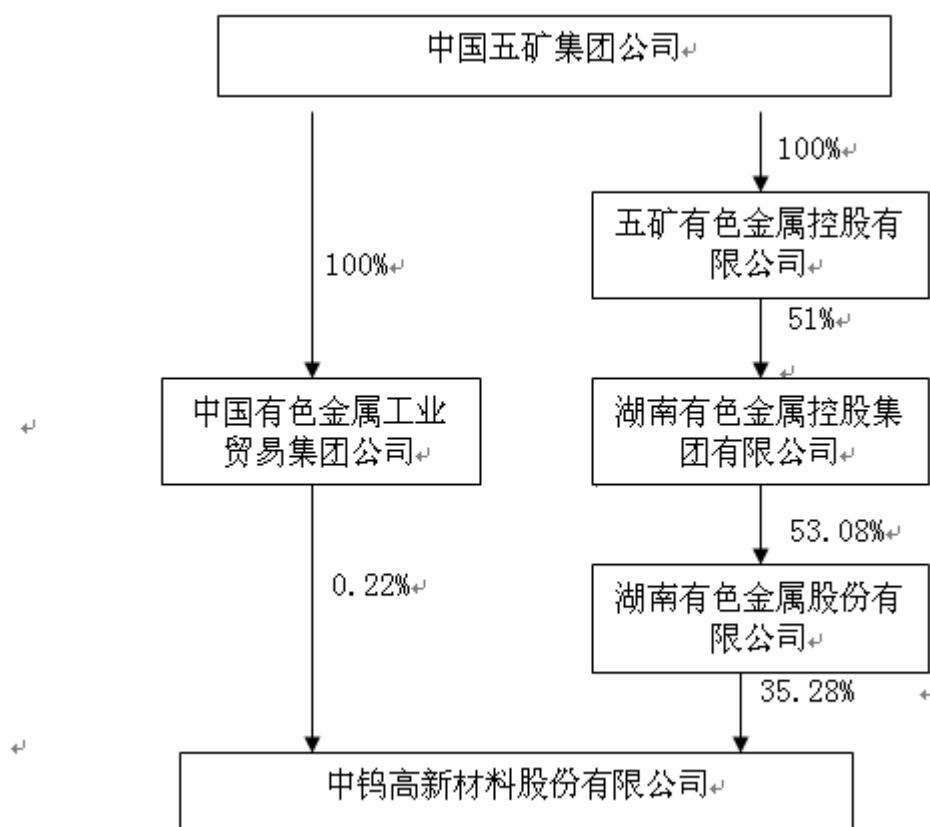 中国五矿集团公司
100%
五矿有色金属控股有
限公司
100%
51%
中国有色金属工业
贸易集团公司
湖南有色金属控股集
团有限公司
53.08%
0.22%
湖南有色金属股份有
限公司
35.28%
中钨高新材料股份有限公司